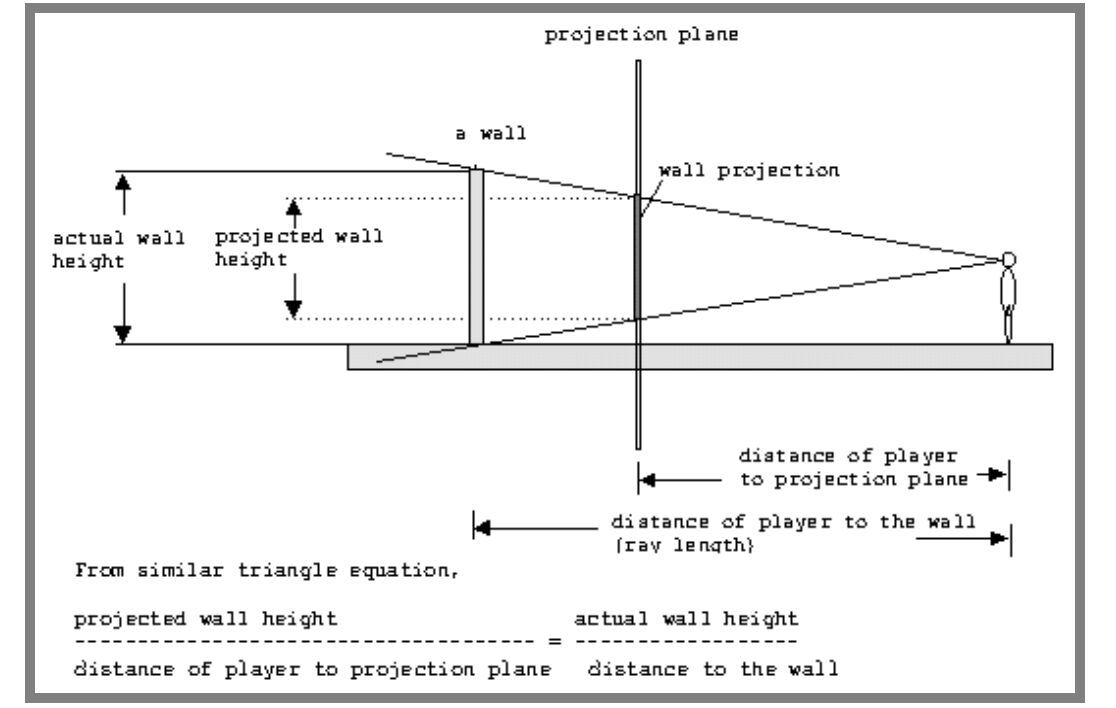 projection plane
a wall
wall projection
actual wall
height
projected wall
height
distance of player
to projection plane
distance of player to the wall
(ray length)
From similar triangle equation,
projected wall height actual wall height
------------------------------------ = ------------------
distance of player to projection plane distance to the wall